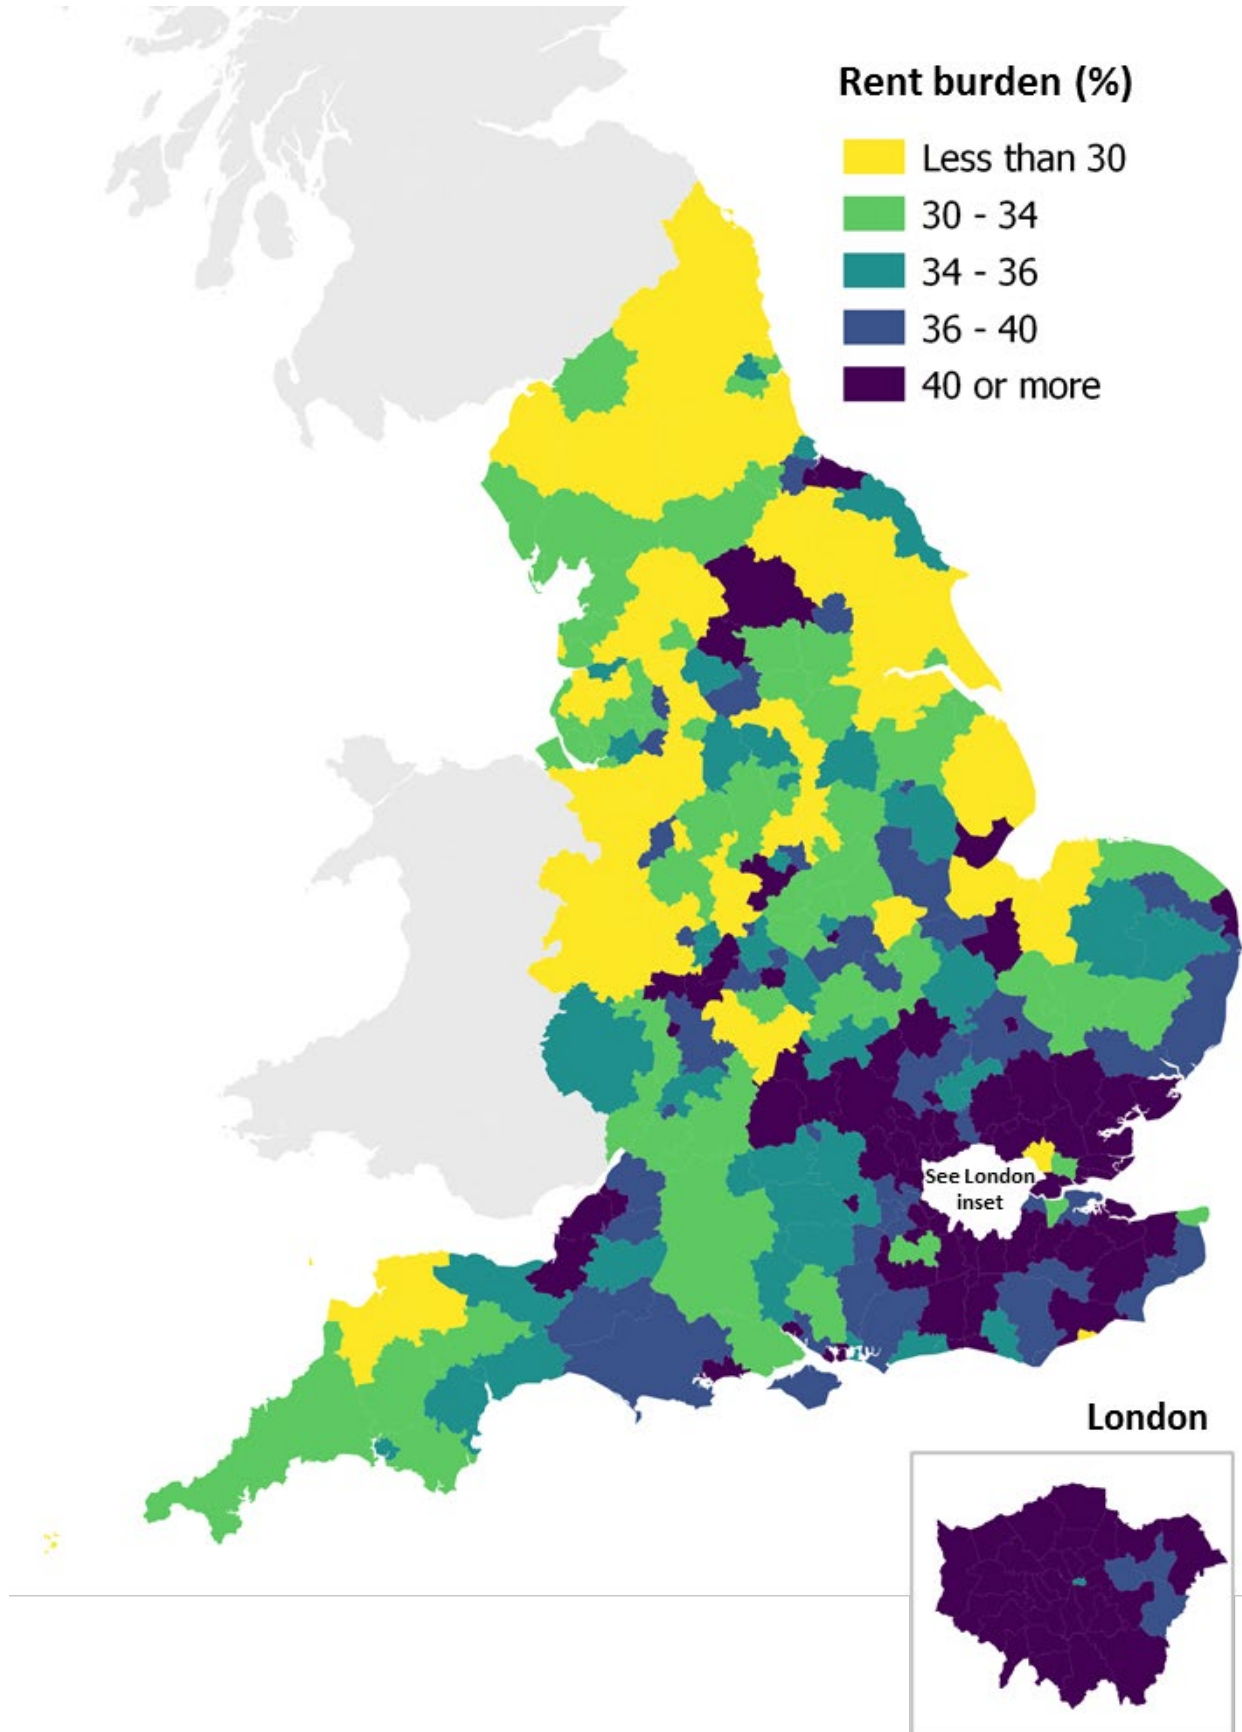 Rent burden (%)
Less than 30
30 - 34
34 - 36
36 - 40
40 or more
See London
inset
London